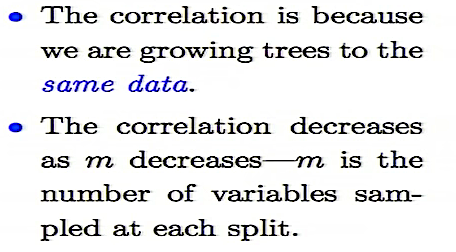 • The correlation is because
we are growing trees to the
same data.
• The correlation decreases
as m decreases—m is the
number of variables sam-
pled at each split.